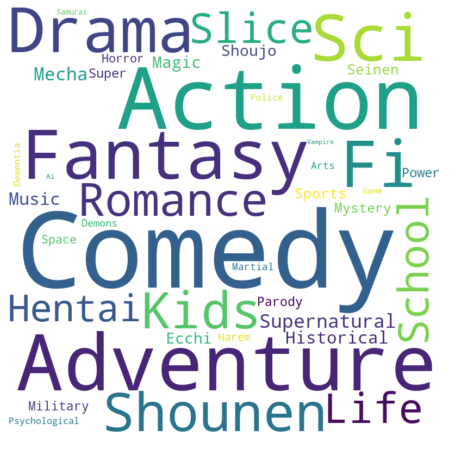 Samurai
Drama
Slice
Sci
Horror
Magic
Shoujo
Mecha
Super
Seinen
Action
Police
Fantasy
Vampire
Fi
Arts
Power
Dementia
Ai
Romance
Sports
Game
Music
Mystery
School
Demons
Space
Comedy
Martial
Hentai
Kids
Parody
Supernatural
Ecchi
Harem
Historical
Adventure
Shounen
Life
Military
Psychological